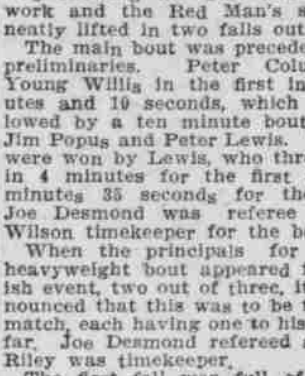 work and the Red Man's s
neatly lifted in two falls out
The main bout was precede
preliminaries. Peter Colu
Young Willis in the first in
utes and 10 seconds, which
lowed by a ten minute bout
Jim Popus and Peter Lewis.
were won by Lewis, who thr
in 4 minutes for the first
minutes 35 seconds for the
Joe Desmond was referee
Wilson timekeeper for the b
When the principals for
heavyweight bout appeared f
ish event, two out of three, it
nounced that this was to be t
match, each having one to his
far. Joe Desmond refereed a
Riley was timekeeper.